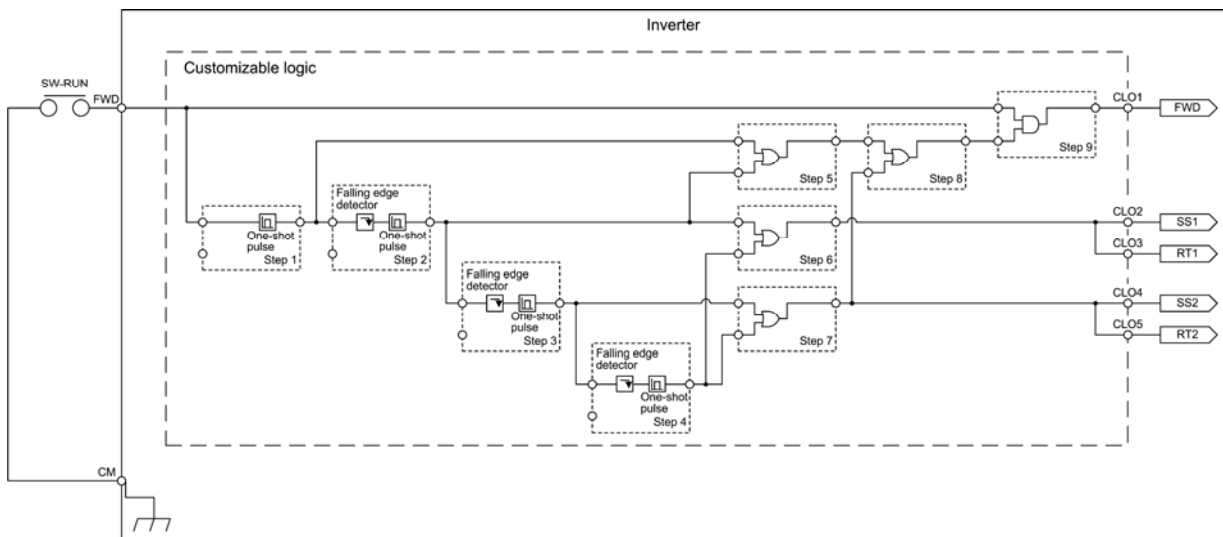 Inverter
Customizable logic
SW-RUN
FWD
CLO1
FWD
Step 9
Step 5
Step 8
Falling edge
detector
One-shot
pulse
Step 1
One-shot
pulse
Step 2
CLO2
SS1
CLO3
RT1
Step 6
Falling edge
detector
One-shot
pulse
Step 3
CLO4
SS2
CLO5
RT2
Step 7
Falling edge
detector
One-shot
pulse
Step 4
CM